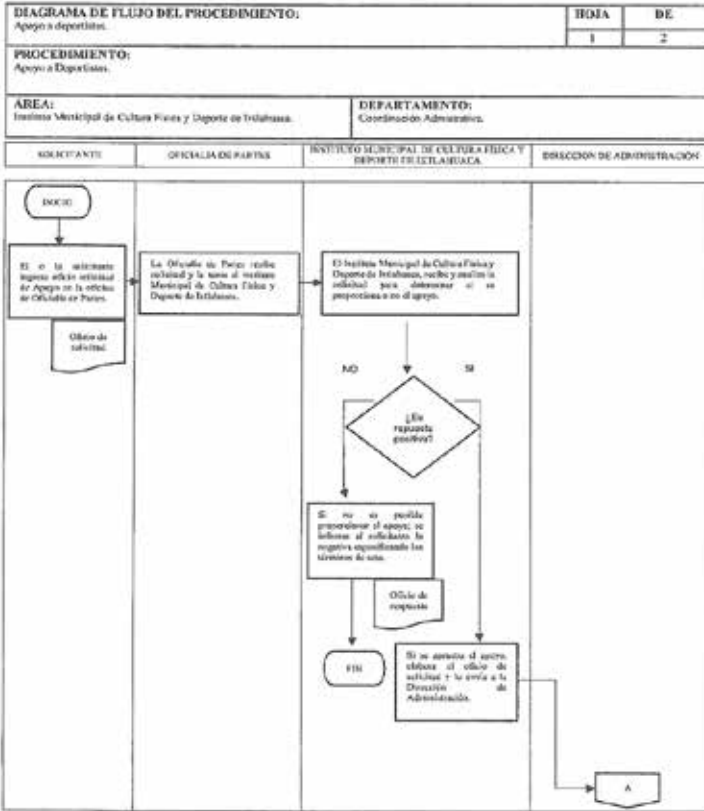 DIAGRAMA DE FLUJO DEL PROCEDIMIENTO:
Apoyo a deportistas.
HOJA
DE
1
2
PROCEDIMIENTO:
Apoyo a Deportistas.
ÁREA:
Instituto Municipal de Cultura Física y Deporte de Ixtlahuaca.
DEPARTAMENTO:
Coordinación Administrativa.
SOLICITANTE
OFICIALIA DE PARTES
INSTITUTO MUNICIPAL DE CULTURA FÍSICA Y
DEPORTE DE IXTLAHUACA
DIRECCION DE ADMINISTRACIÓN
INICIO
El o la solicitante
ingresa oficio solicitud
de Apoyo en la oficina
de Oficialía de Partes.
Oficio de
solicitud
La Oficialía de Partes recibe
solicitud y la turna al Instituto
Municipal de Cultura Física y
Deporte de Ixtlahuaca.
El Instituto Municipal de Cultura Física y
Deporte de Ixtlahuaca, recibe y analiza la
solicitud para determinar si se
proporciona o no el apoyo.
NO
SI
¿Es
repuesta
positiva?
Si no es posible
proporcionar el apoyo; se
informa al solicitante la
negativa especificando los
términos de esta.
Oficio de
respuesta
FIN
Si se aprueba el apoyo,
elabora el oficio de
solicitud y lo envía a la
Dirección de
Administración.
A